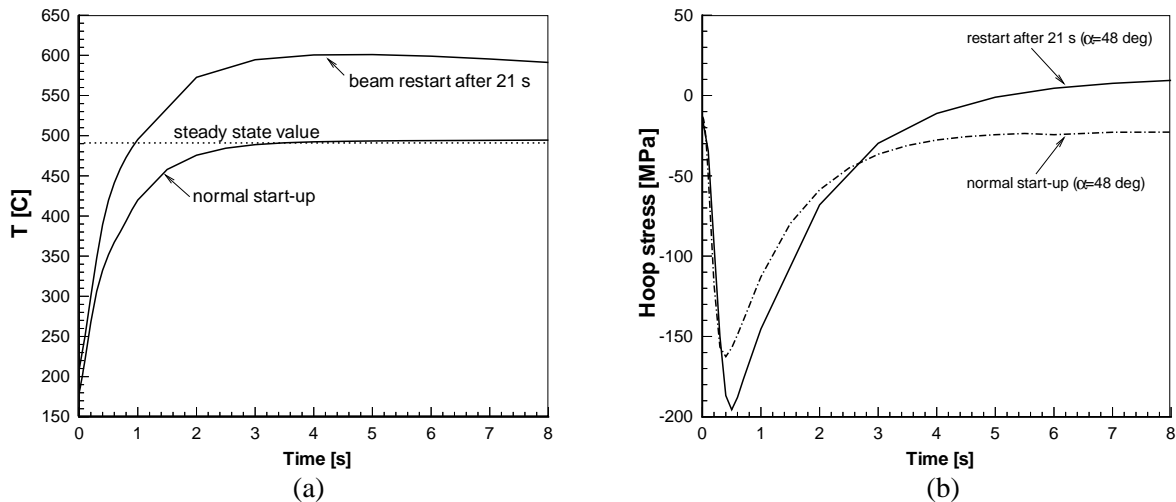 650
600
550
500
450
400
350
300
250
200
150
T [C]
beam restart after 21 s
steady state value
normal start-up
0 1 2 3 4 5 6 7 8
Time [s]
(a)
50
0
-50
-100
-150
-200
Hoop stress [MPa]
restart after 21 s (α=48 deg)
normal start-up (α=48 deg)
0 1 2 3 4 5 6 7 8
Time [s]
(b)